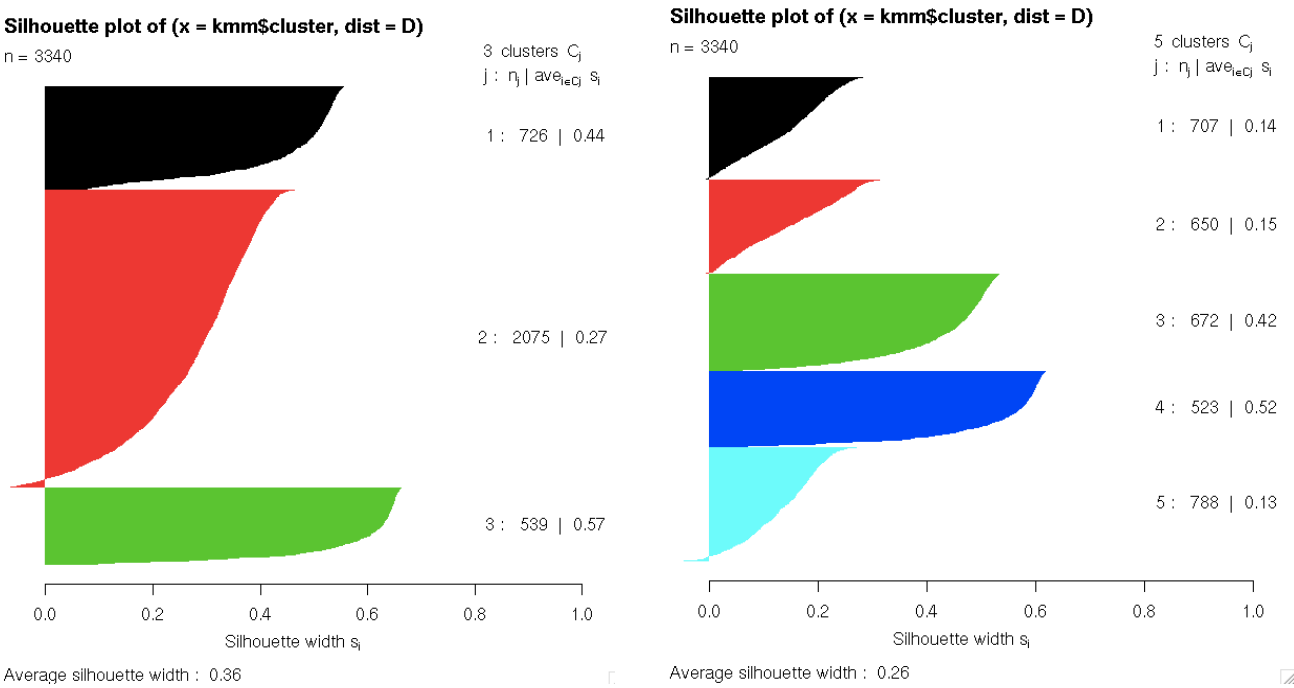 Silhouette plot of (x = kmm$cluster, dist = D)
n = 3340
3 clusters Cj
j : nj | avei∈Cj si
1 : 726 | 0.44
2 : 2075 | 0.27
3 : 539 | 0.57
0.0 0.2 0.4 0.6 0.8 1.0
Silhouette width si
Average silhouette width : 0.36
Silhouette plot of (x = kmm$cluster, dist = D)
n = 3340
5 clusters Cj
j : nj | avei∈Cj si
1 : 707 | 0.14
2 : 650 | 0.15
3 : 672 | 0.42
4 : 523 | 0.52
5 : 788 | 0.13
0.0 0.2 0.4 0.6 0.8 1.0
Silhouette width si
Average silhouette width : 0.26